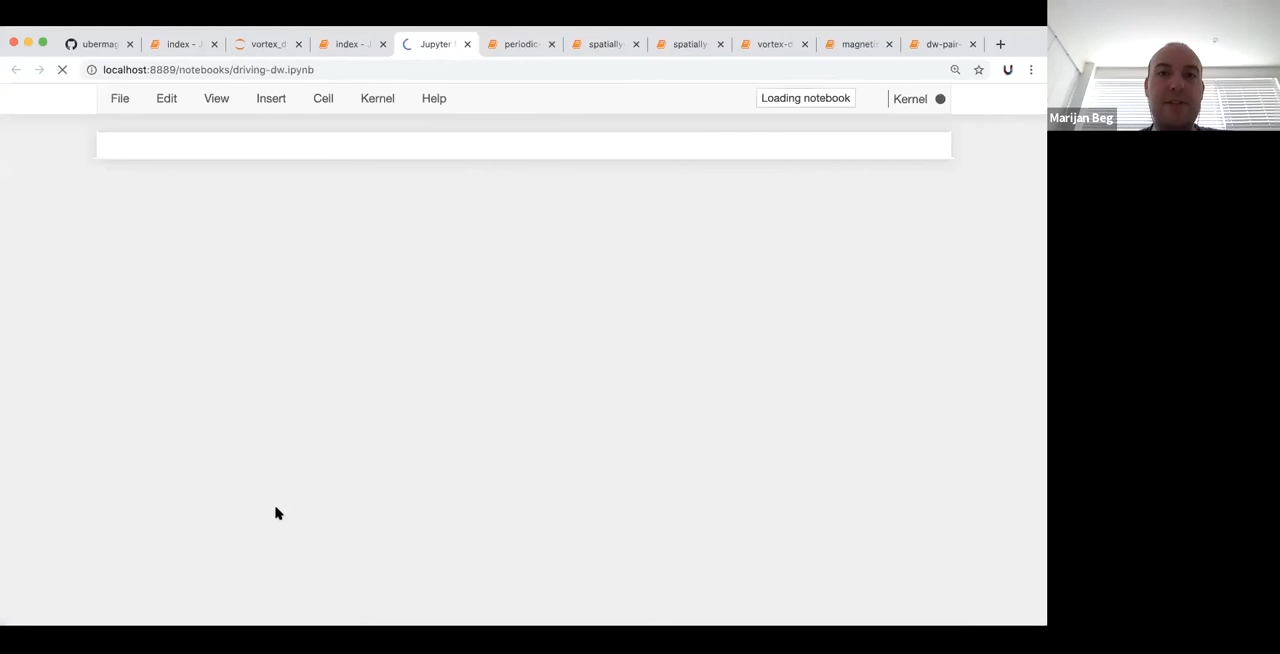 ubermag
index - J
vortex_d
index - J
Jupyter
periodic-
spatially
spatially
vortex-d
magneti
dw-pair-
localhost:8889/notebooks/driving-dw.ipynb
File Edit View Insert Cell Kernel Help Loading notebook Kernel
Marijan Beg